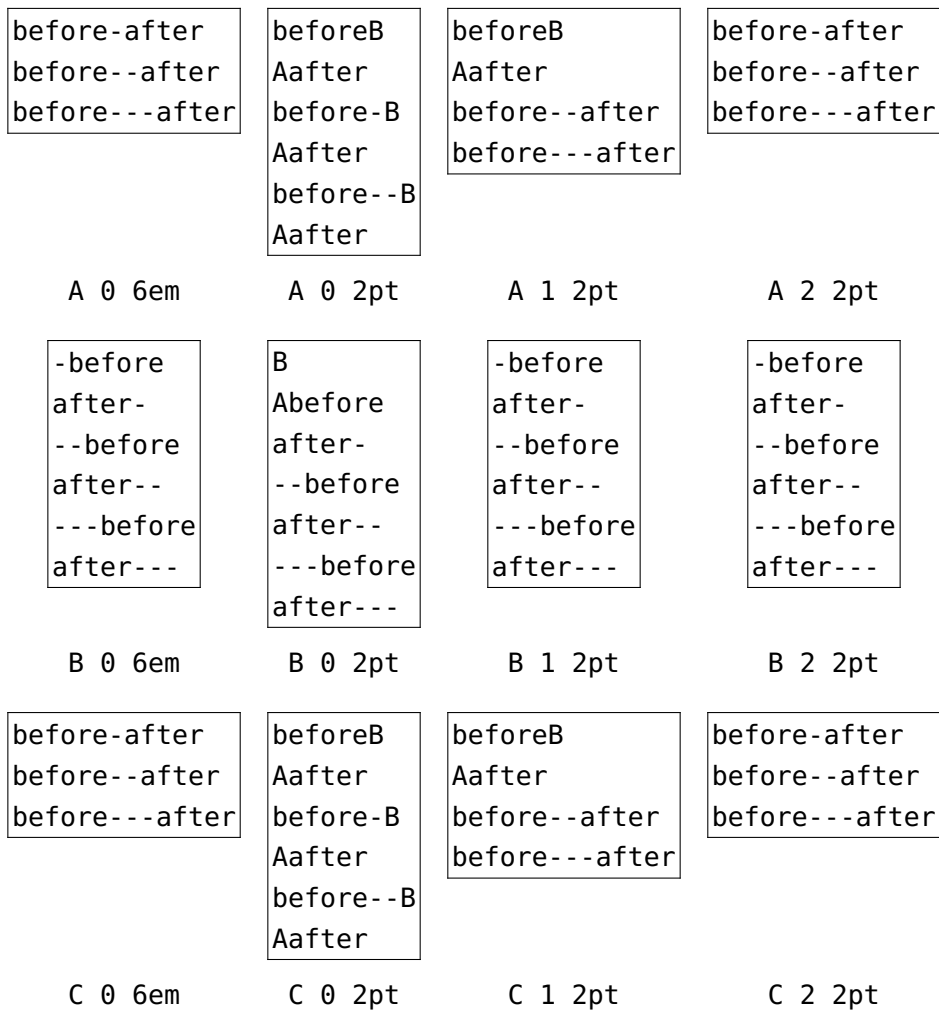 before-after
before--after
before---after
A 0 6em
beforeB
Aafter
before-B
Aafter
before--B
Aafter
A 0 2pt
beforeB
Aafter
before--after
before---after
A 1 2pt
before-after
before--after
before---after
A 2 2pt
-before
after-
--before
after--
---before
after---
B 0 6em
B
Abefore
after-
--before
after--
---before
after---
B 0 2pt
-before
after-
--before
after--
---before
after---
B 1 2pt
-before
after-
--before
after--
---before
after---
B 2 2pt
before-after
before--after
before---after
C 0 6em
beforeB
Aafter
before-B
Aafter
before--B
Aafter
C 0 2pt
beforeB
Aafter
before--after
before---after
C 1 2pt
before-after
before--after
before---after
C 2 2pt